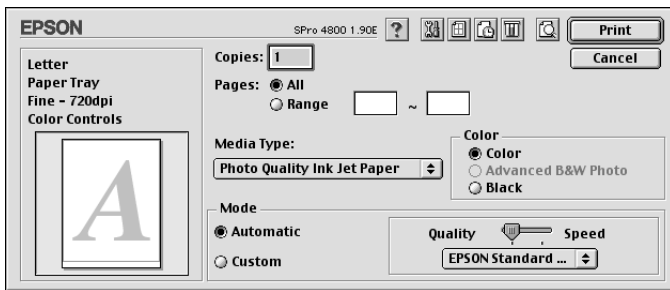 EPSON
SPro 4800 1.90E ?
Print
Cancel
Letter
Paper Tray
Fine - 720dpi
Color Controls
A
Copies: 1
Pages: All
Range ~
Media Type:
Photo Quality Ink Jet Paper
Color
Color
Advanced B&W Photo
Black
Mode
Automatic
Custom
Quality Speed
EPSON Standard ...